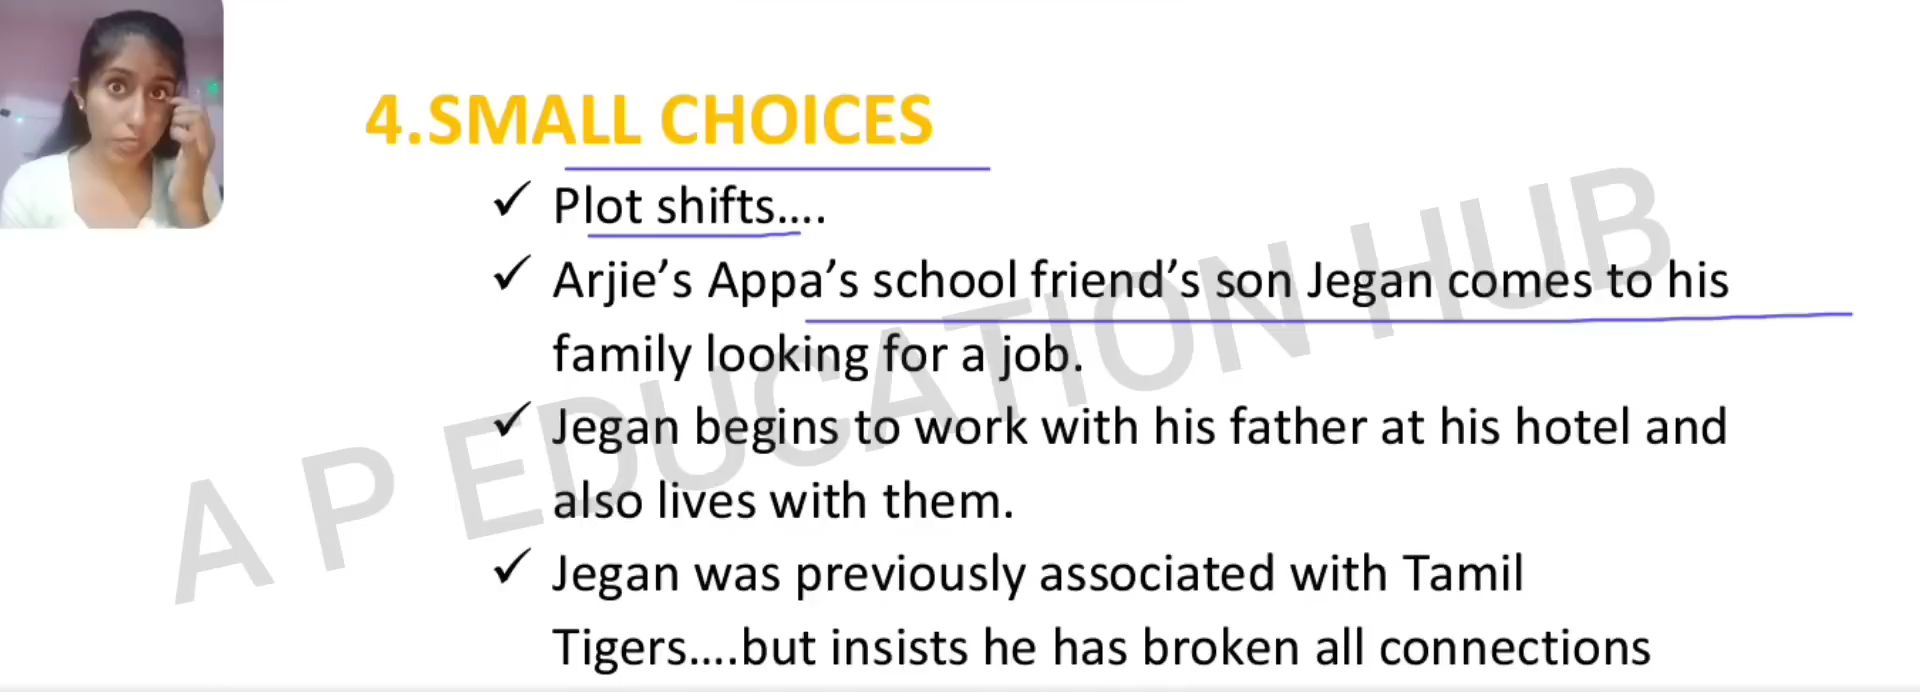 4.SMALL CHOICES
✓ Plot shifts....
✓ Arjie’s Appa’s school friend’s son Jegan comes to his
family looking for a job.
✓ Jegan begins to work with his father at his hotel and
also lives with them.
✓ Jegan was previously associated with Tamil
Tigers....but insists he has broken all connections
A P EDUCATION HUB